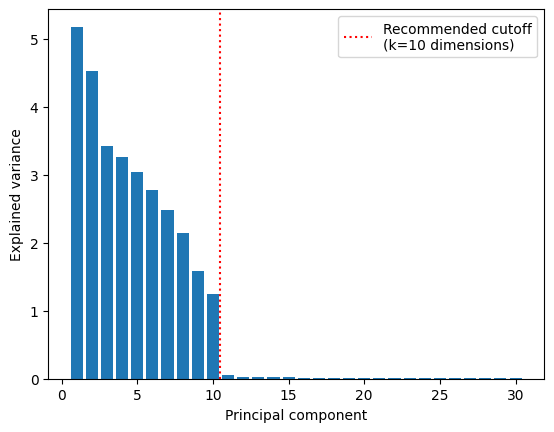 Recommended cutoff
(k=10 dimensions)
Explained variance
5
4
3
2
1
0
0 5 10 15 20 25 30
Principal component